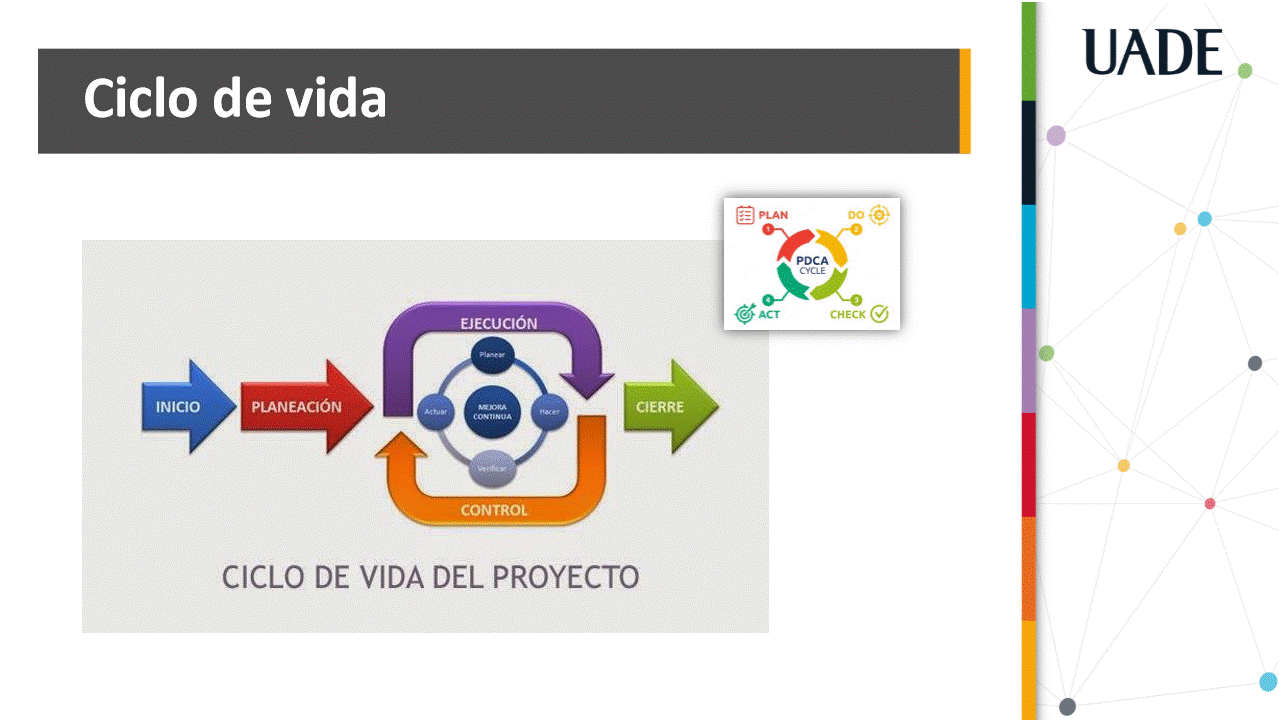 UADE
Ciclo de vida
PLAN
DO
1
2
PDCA
CYCLE
4
3
ACT
CHECK
EJECUCIÓN
Planear
INICIO
PLANEACIÓN
Actuar
MEJORA
CONTINUA
Hacer
CIERRE
Verificar
CONTROL
CICLO DE VIDA DEL PROYECTO